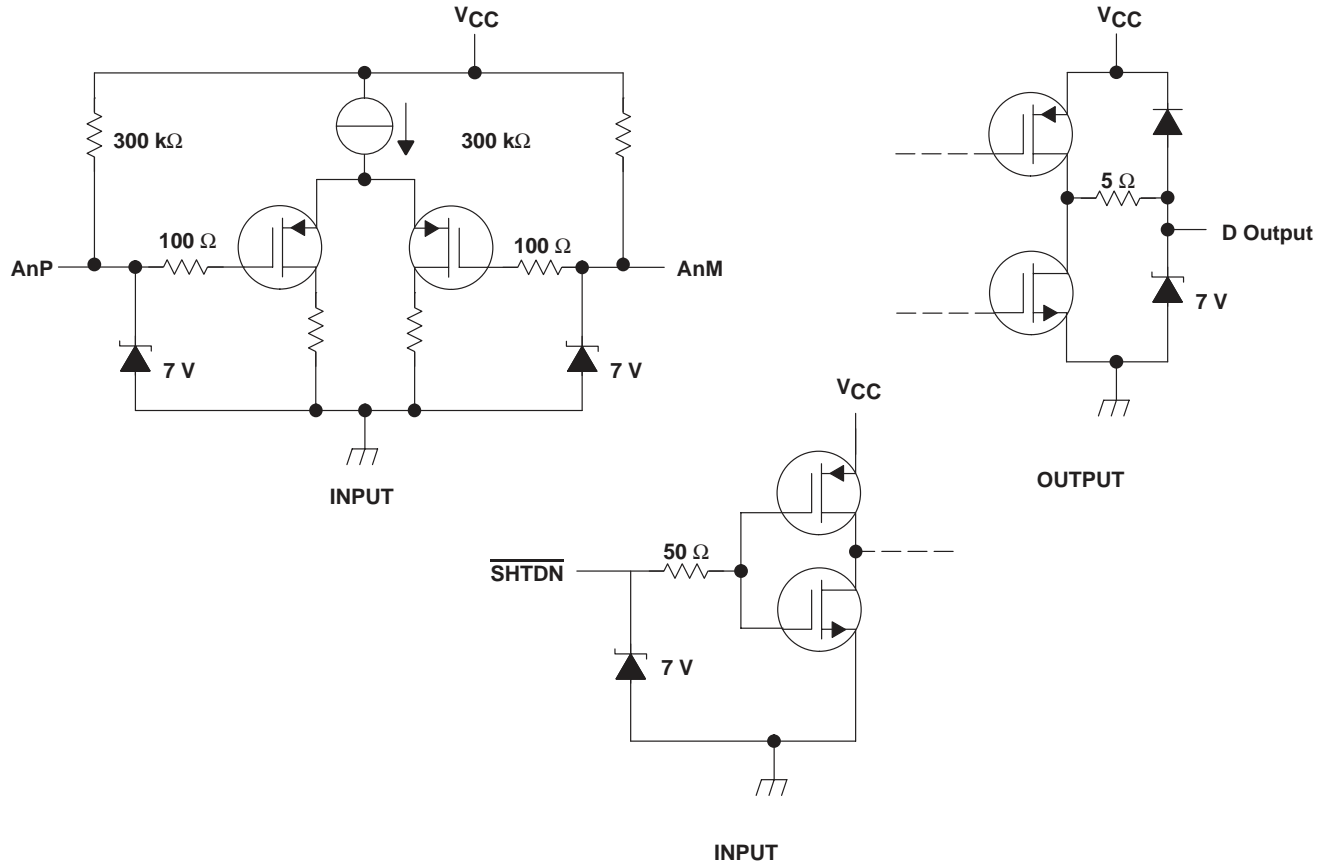 VCC
300 kΩ
300 kΩ
100 Ω
100 Ω
AnP
AnM
7 V
7 V
INPUT
VCC
5 Ω
D Output
7 V
OUTPUT
VCC
50 Ω
SHTDN
7 V
INPUT